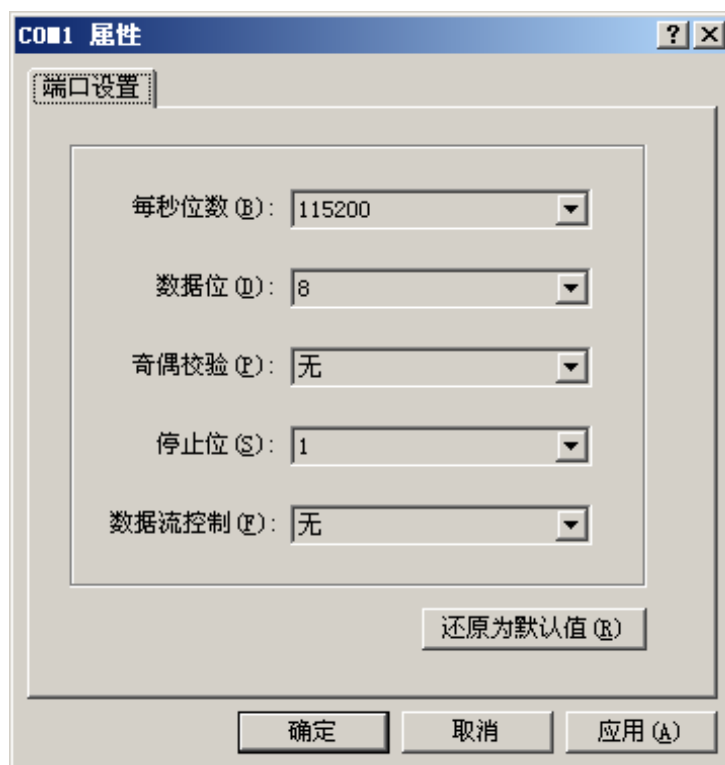 COM1 属性
端口设置
每秒位数(B): 115200
数据位(D): 8
奇偶校验(P): 无
停止位(S): 1
数据流控制(F): 无
还原为默认值(R)
确定 取消 应用(A)